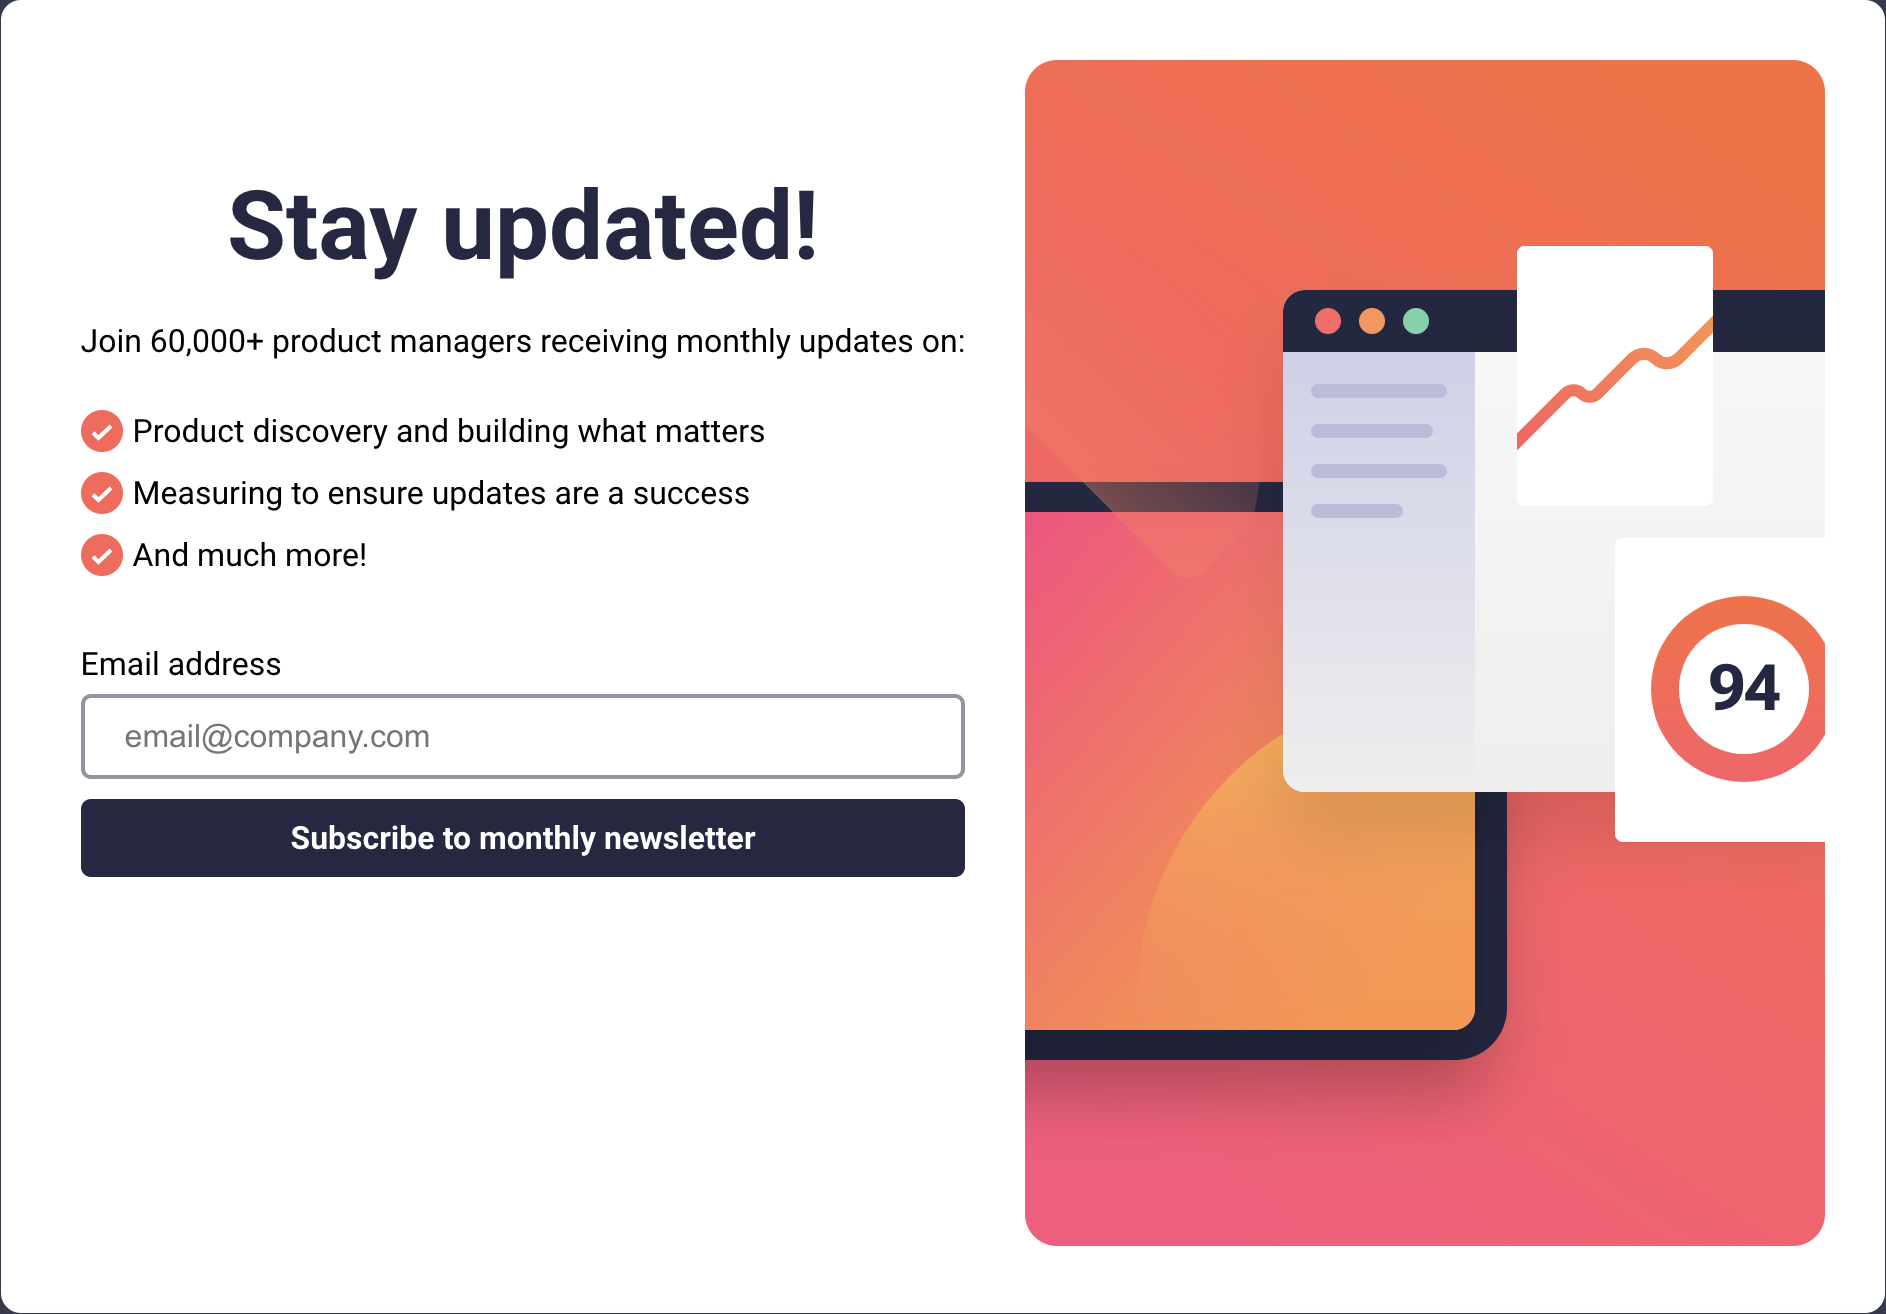 Stay updated!
Join 60,000+ product managers receiving monthly updates on:
Product discovery and building what matters
Measuring to ensure updates are a success
And much more!
Email address
email@company.com
Subscribe to monthly newsletter
94